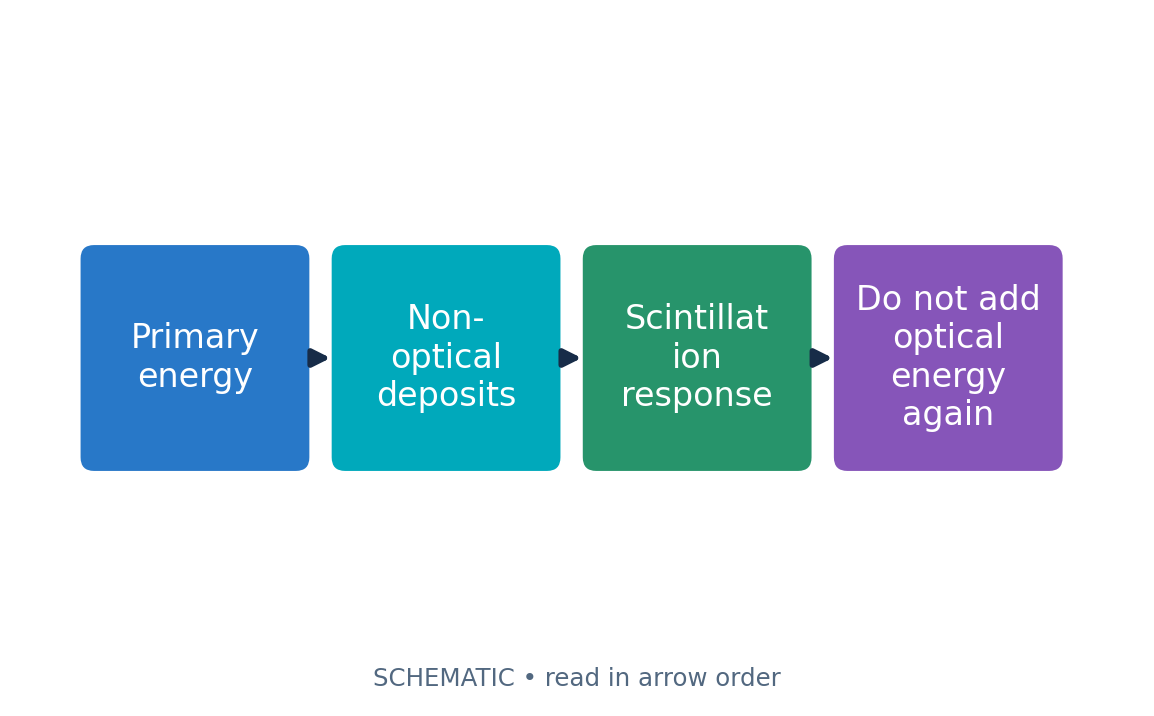 Primary
energy
Non-
optical
deposits
Scintillat
ion
response
Do not add
optical
energy
again
SCHEMATIC • read in arrow order